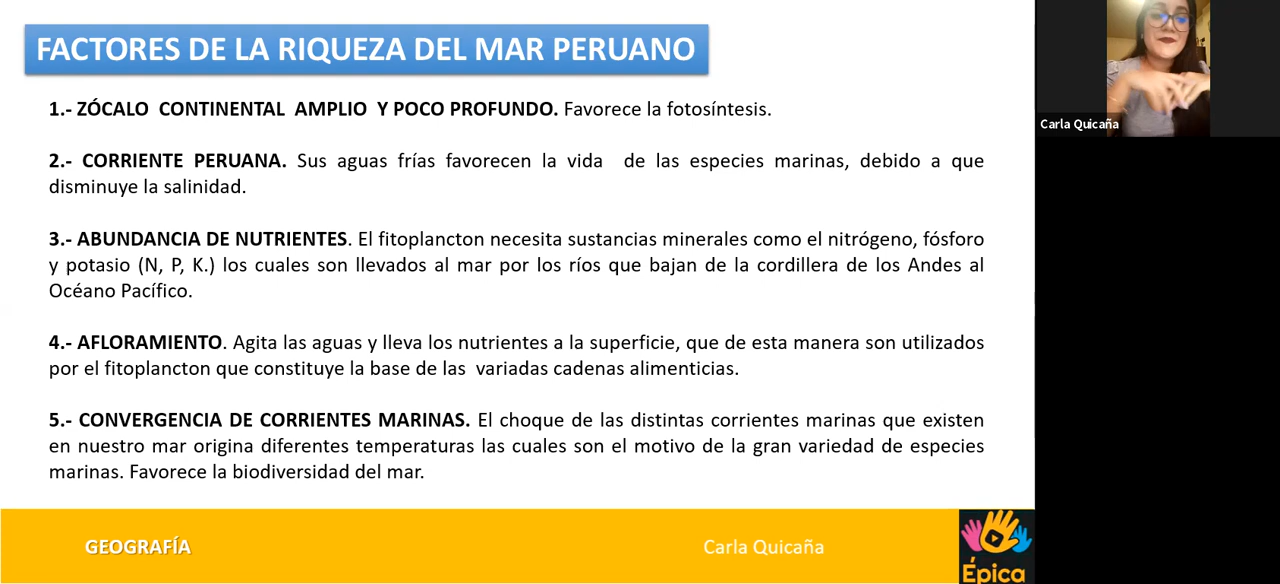 FACTORES DE LA RIQUEZA DEL MAR PERUANO
1.- ZÓCALO CONTINENTAL AMPLIO Y POCO PROFUNDO. Favorece la fotosíntesis.
2.- CORRIENTE PERUANA. Sus aguas frías favorecen la vida de las especies marinas, debido a que
disminuye la salinidad.
3.- ABUNDANCIA DE NUTRIENTES. El fitoplancton necesita sustancias minerales como el nitrógeno, fósforo
y potasio (N, P, K.) los cuales son llevados al mar por los ríos que bajan de la cordillera de los Andes al
Océano Pacífico.
4.- AFLORAMIENTO. Agita las aguas y lleva los nutrientes a la superficie, que de esta manera son utilizados
por el fitoplancton que constituye la base de las variadas cadenas alimenticias.
5.- CONVERGENCIA DE CORRIENTES MARINAS. El choque de las distintas corrientes marinas que existen
en nuestro mar origina diferentes temperaturas las cuales son el motivo de la gran variedad de especies
marinas. Favorece la biodiversidad del mar.
GEOGRAFÍA
Carla Quicaña
Épica
Carla Quicaña